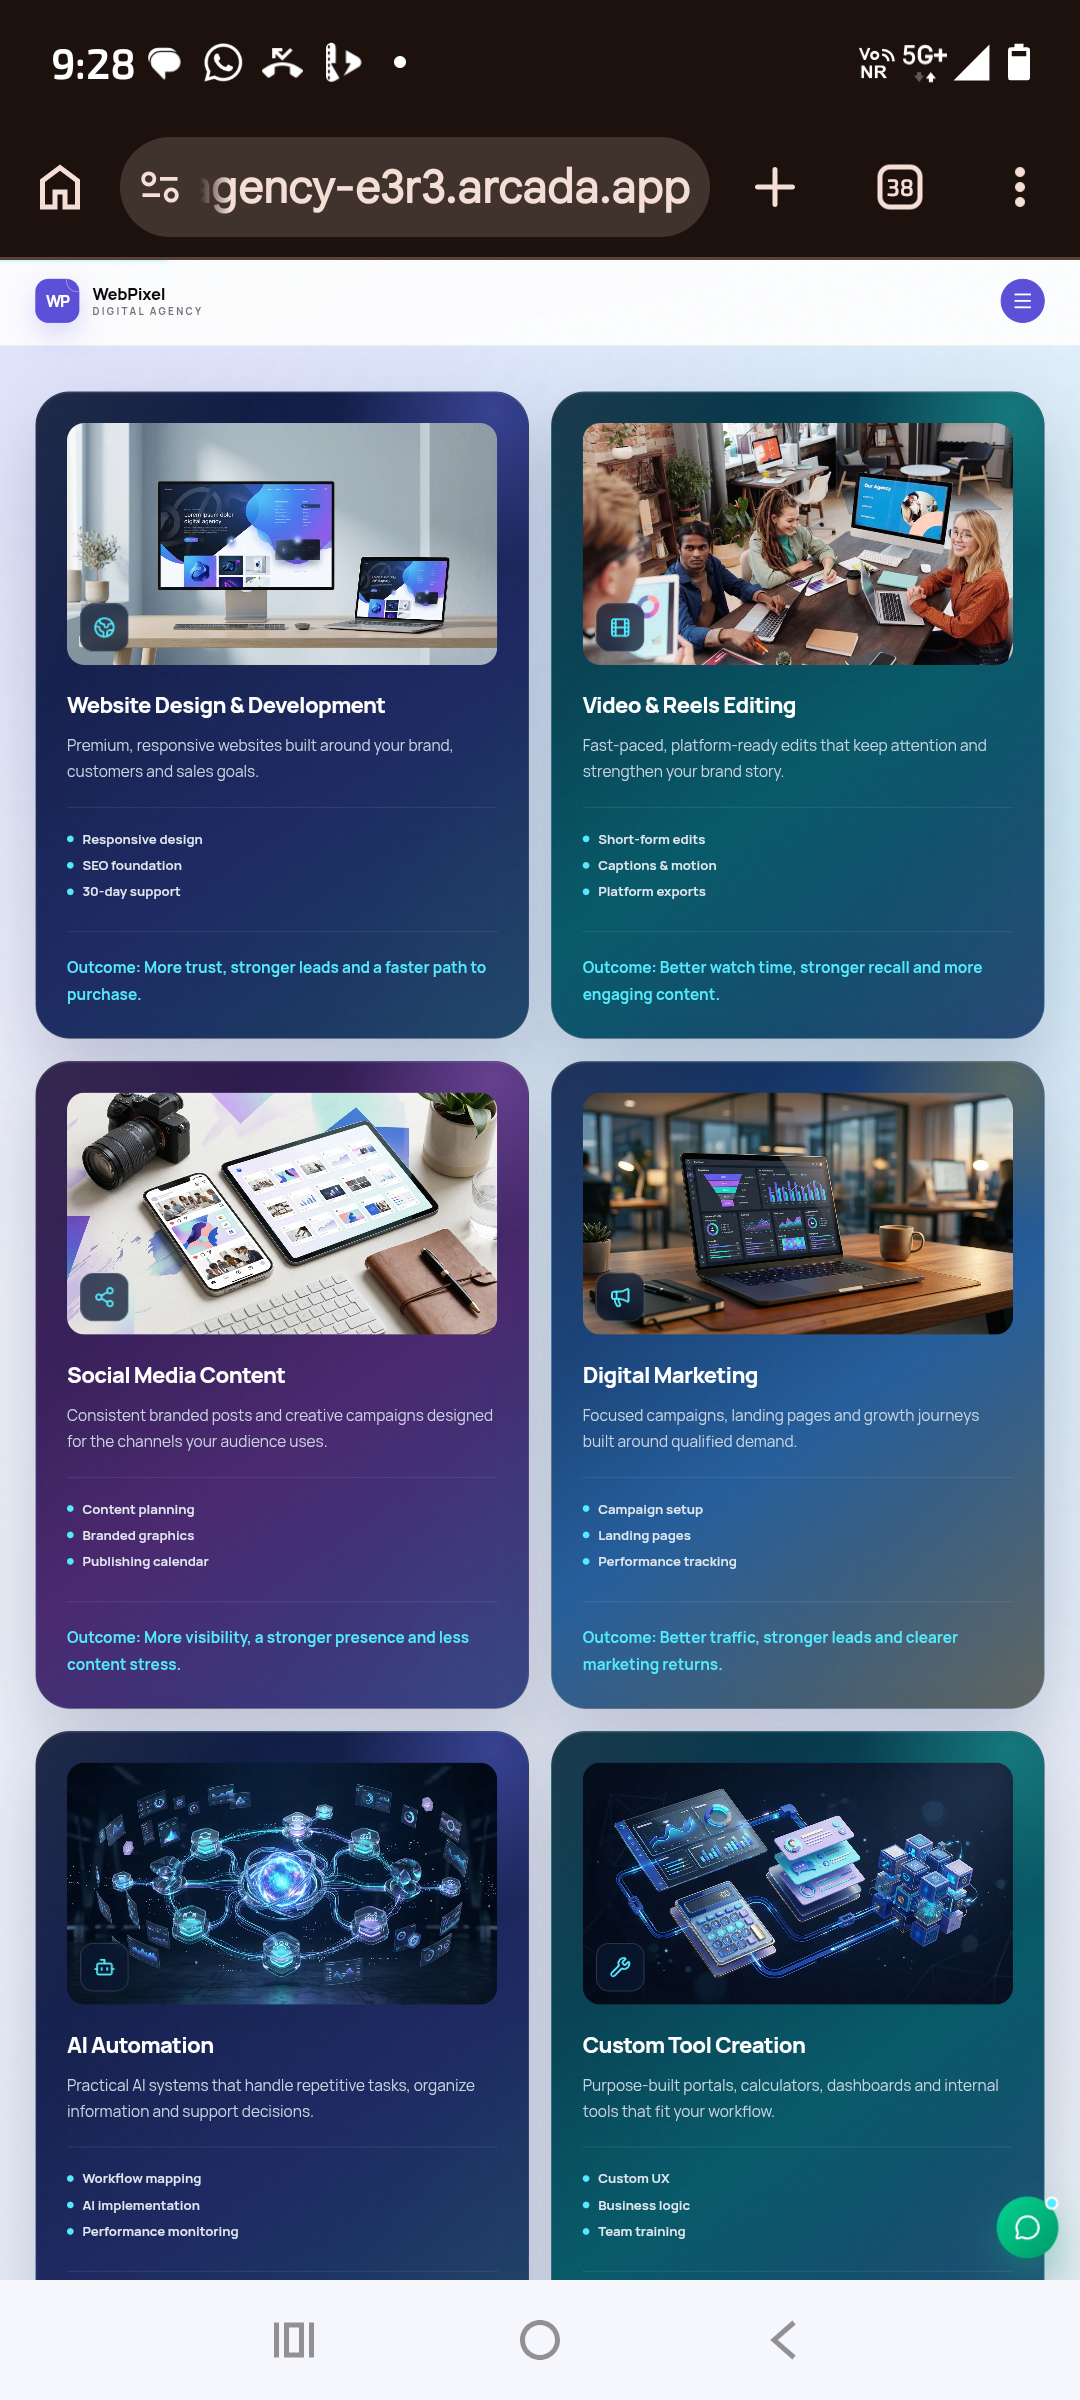 9:28
Vo
NR
5G+
agency-e3r3.arcada.app
38
WP
WebPixel
DIGITAL AGENCY
Lorem ipsum dolor
digital agency
Our Agency
Website Design & Development
Premium, responsive websites built around your brand,
customers and sales goals.
Responsive design
SEO foundation
30-day support
Outcome: More trust, stronger leads and a faster path to
purchase.
Video & Reels Editing
Fast-paced, platform-ready edits that keep attention and
strengthen your brand story.
Short-form edits
Captions & motion
Platform exports
Outcome: Better watch time, stronger recall and more
engaging content.
Social Media Content
Consistent branded posts and creative campaigns designed
for the channels your audience uses.
Content planning
Branded graphics
Publishing calendar
Outcome: More visibility, a stronger presence and less
content stress.
Digital Marketing
Focused campaigns, landing pages and growth journeys
built around qualified demand.
Campaign setup
Landing pages
Performance tracking
Outcome: Better traffic, stronger leads and clearer
marketing returns.
AI Automation
Practical AI systems that handle repetitive tasks, organize
information and support decisions.
Workflow mapping
AI implementation
Performance monitoring
Custom Tool Creation
Purpose-built portals, calculators, dashboards and internal
tools that fit your workflow.
Custom UX
Business logic
Team training